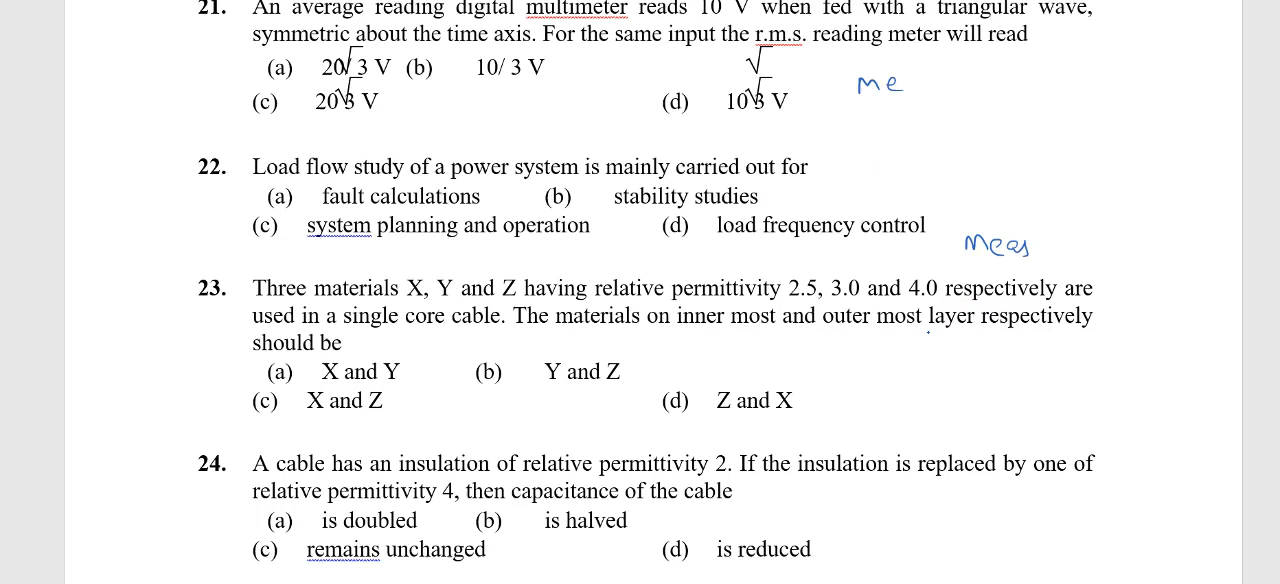 21. An average reading digital multimeter reads 10 V when fed with a triangular wave,
symmetric about the time axis. For the same input the r.m.s. reading meter will read
(a) 20√3 V (b) 10/ 3 V √
(c) 20√3 V (d) 10√3 V me
22. Load flow study of a power system is mainly carried out for
(a) fault calculations (b) stability studies
(c) system planning and operation (d) load frequency control
Meas
23. Three materials X, Y and Z having relative permittivity 2.5, 3.0 and 4.0 respectively are
used in a single core cable. The materials on inner most and outer most layer respectively
should be
(a) X and Y (b) Y and Z
(c) X and Z (d) Z and X
24. A cable has an insulation of relative permittivity 2. If the insulation is replaced by one of
relative permittivity 4, then capacitance of the cable
(a) is doubled (b) is halved
(c) remains unchanged (d) is reduced